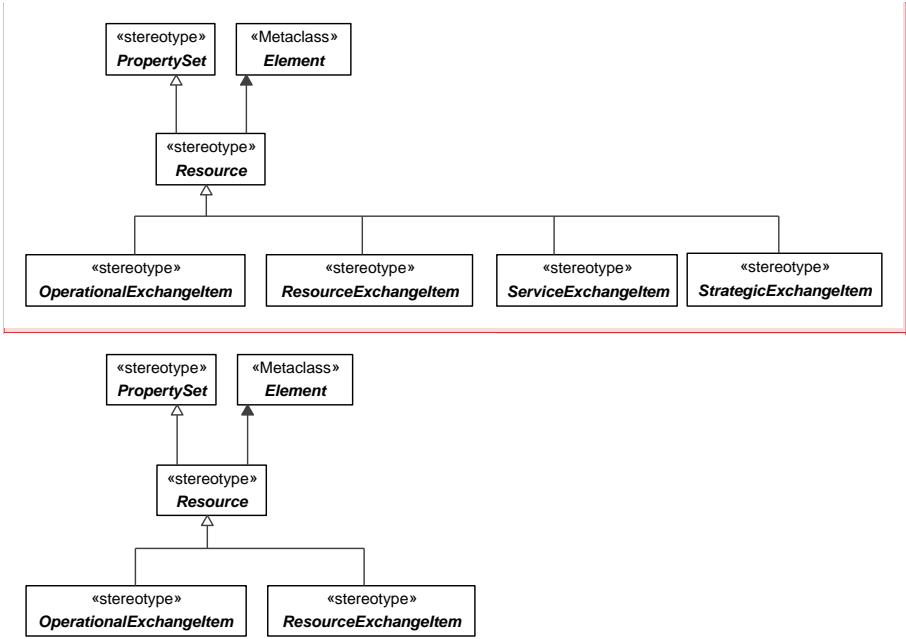 «stereotype» «Metaclass»
PropertySet Element
«stereotype»
Resource
«stereotype» «stereotype» «stereotype» «stereotype»
OperationalExchangeItem ResourceExchangeItem ServiceExchangeItem StrategicExchangeItem
«stereotype» «Metaclass»
PropertySet Element
«stereotype»
Resource
«stereotype» «stereotype»
OperationalExchangeItem ResourceExchangeItem